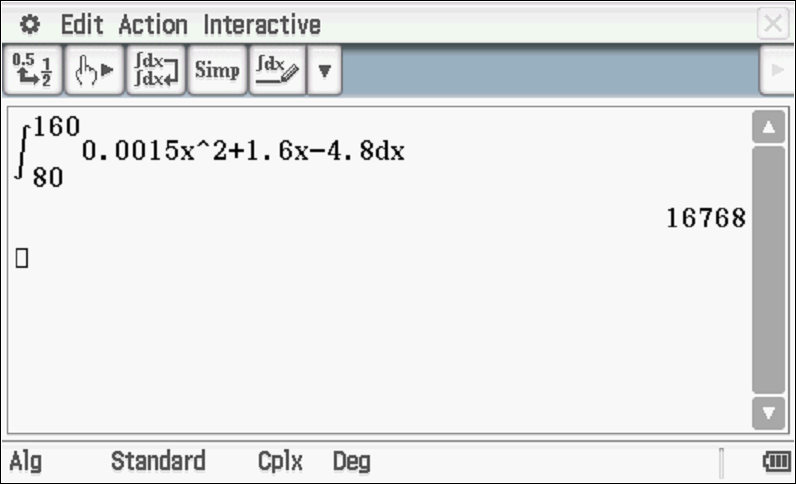 Edit Action Interactive
0.5 1 2 ∫dx ∫dx Simp ∫dx
∫ 160 80 0.0015x^2+1.6x-4.8dx
16768
Alg Standard Cplx Deg